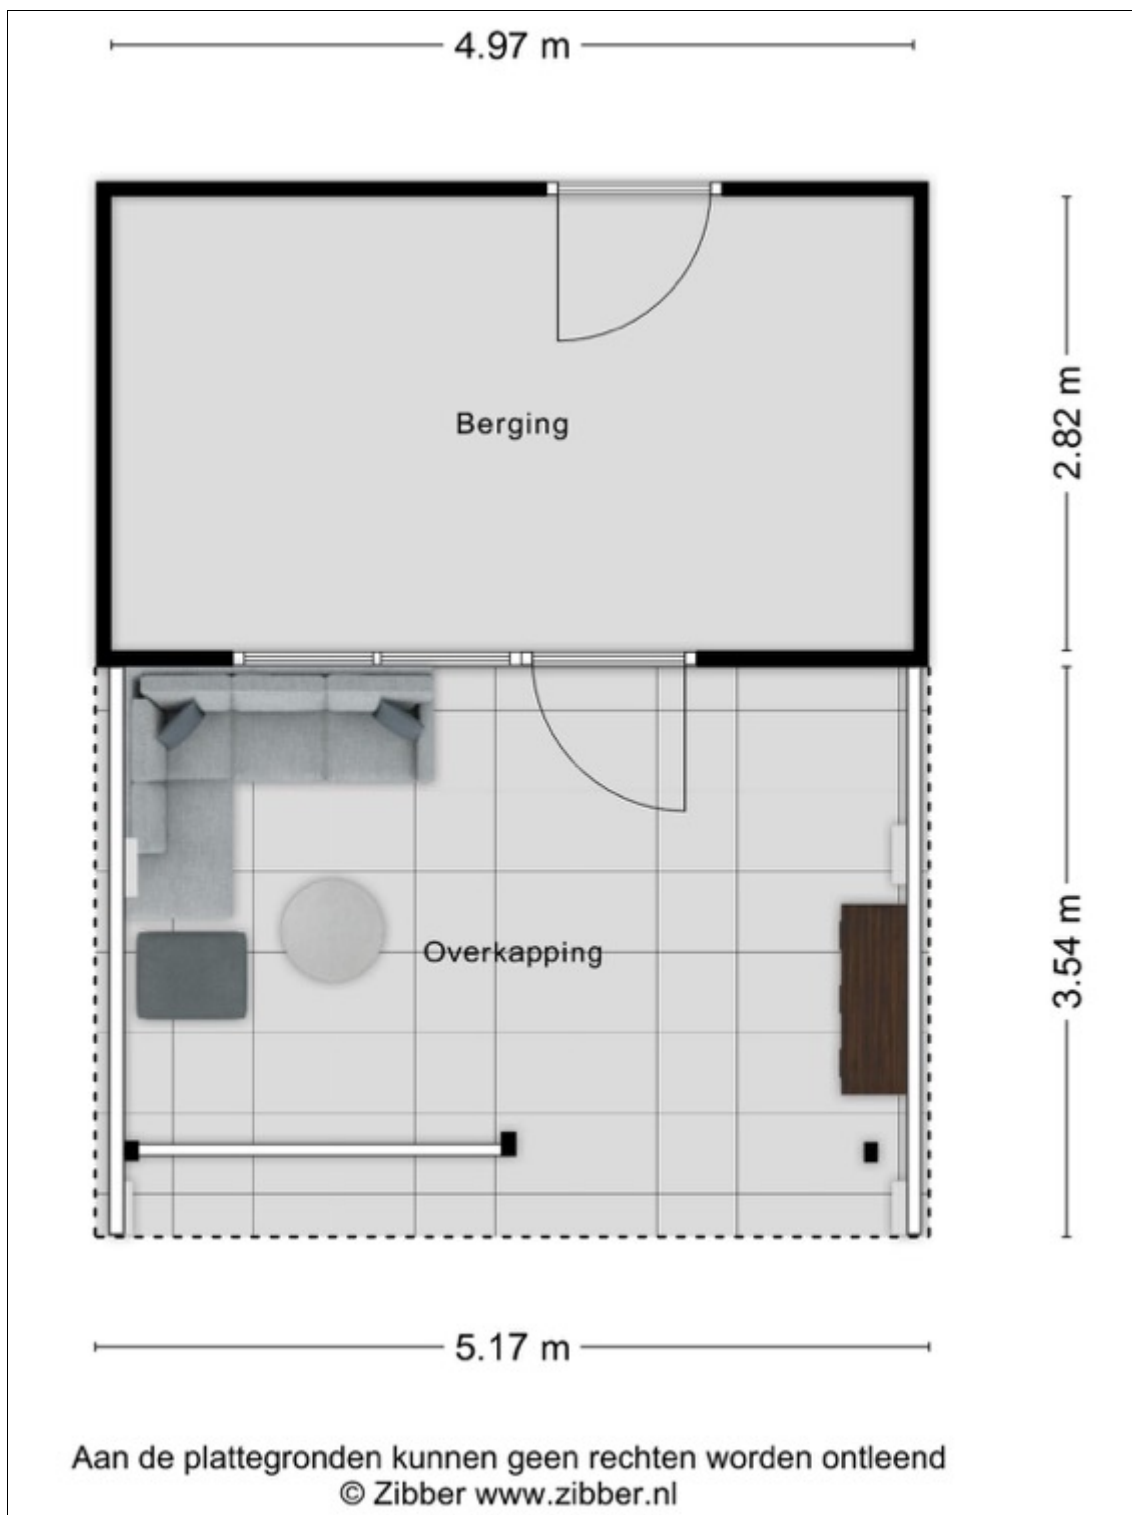 4.97 m
2.82 m
Berging
3.54 m
Overkapping
5.17 m
Aan de plattegronden kunnen geen rechten worden ontleend
© Zibber www.zibber.nl